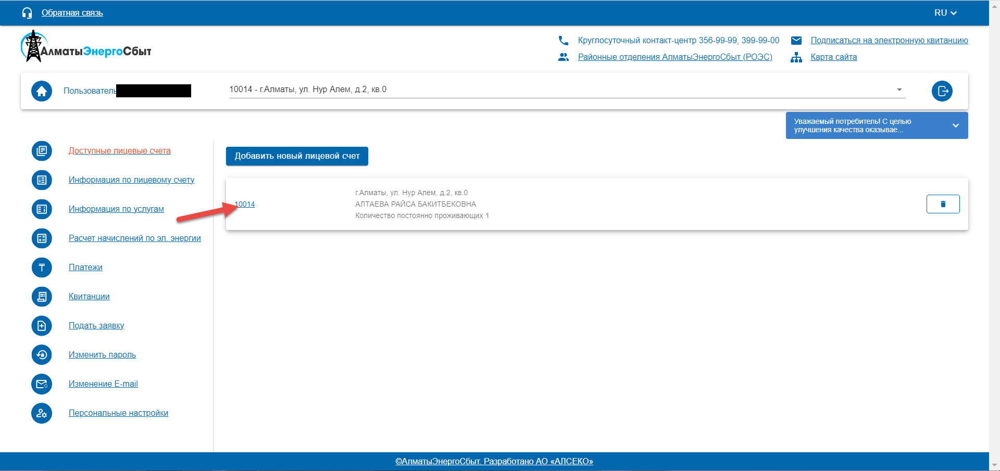 Обратная связь
RU
АлматыЭнергоСбыт
Круглосуточный контакт-центр 356-99-99, 399-99-00
Подписаться на электронную квитанцию
Районные отделения АлматыЭнергоСбыт (РОЭС)
Карта сайта
Пользователь
10014 - г.Алматы, ул. Нур Алем, д.2, кв.0
Уважаемый потребитель! С целью
улучшения качества оказывае...
Доступные лицевые счета
Информация по лицевому счету
Информация по услугам
Расчет начислений по эл. энергии
Платежи
Квитанции
Подать заявку
Изменить пароль
Изменение E-mail
Персональные настройки
Добавить новый лицевой счет
10014
г.Алматы, ул. Нур Алем, д.2, кв.0
АЛТАЕВА РАЙСА БАКИТБЕКОВНА
Количество постоянно проживающих 1
©АлматыЭнергоСбыт. Разработано АО «АЛСЕКО»